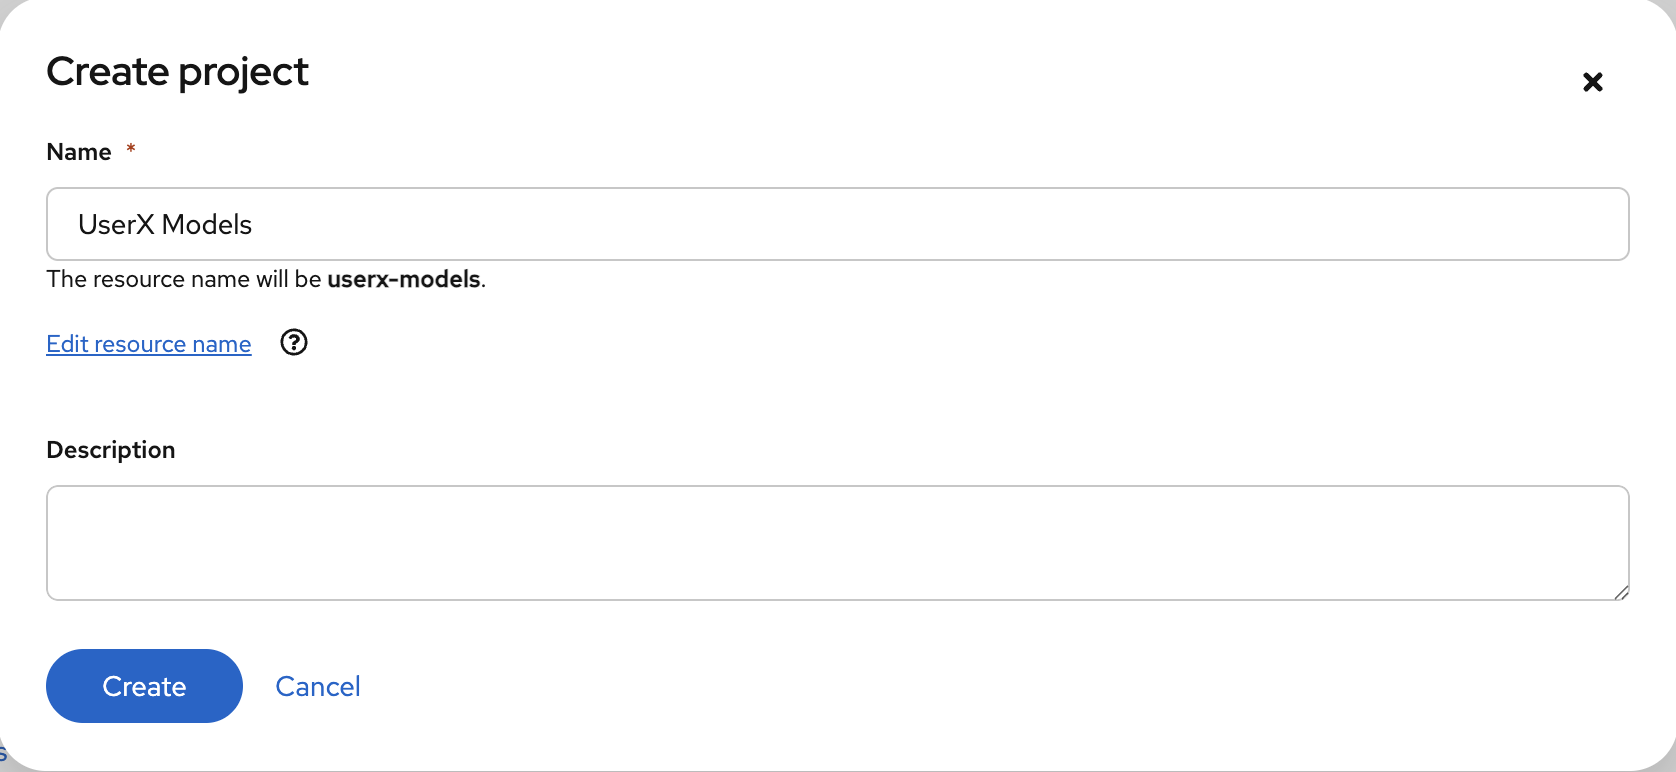 Create project
Name *
UserX Models
The resource name will be userx-models.
Edit resource name
Description
Create Cancel
s